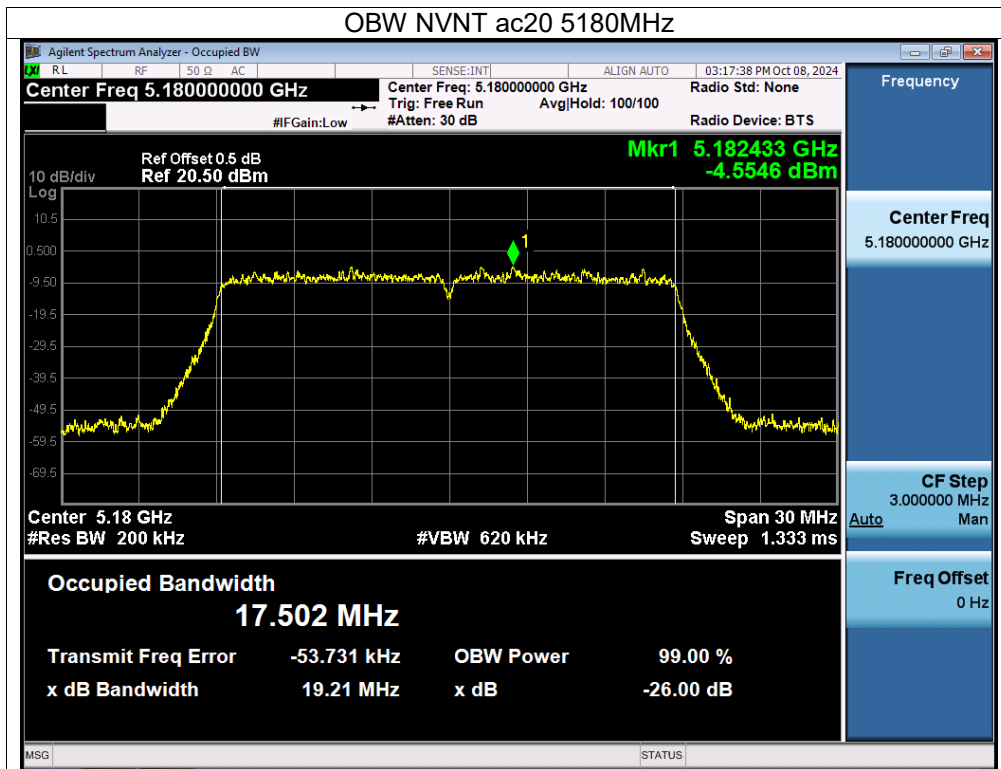 OBW NVNT ac20 5180MHz
Agilent Spectrum Analyzer - Occupied BW
LXI RL RF 50 Ω AC SENSE:INT ALIGN AUTO 03:17:38 PM Oct 08, 2024
Center Freq 5.180000000 GHz
Center Freq: 5.180000000 GHz
Radio Std: None
Trig: Free Run Avg|Hold: 100/100
#IFGain:Low
#Atten: 30 dB
Radio Device: BTS
Frequency
Ref Offset 0.5 dB
10 dB/div Ref 20.50 dBm
Mkr1 5.182433 GHz
-4.5546 dBm
Log
10.5
0.500
-9.50
-19.5
-29.5
-39.5
-49.5
-59.5
-69.5
1
Center 5.18 GHz Span 30 MHz
#Res BW 200 kHz #VBW 620 kHz Sweep 1.333 ms
Center Freq
5.180000000 GHz
CF Step
3.000000 MHz
Auto Man
Freq Offset
0 Hz
Occupied Bandwidth
17.502 MHz
Transmit Freq Error -53.731 kHz OBW Power 99.00 %
x dB Bandwidth 19.21 MHz x dB -26.00 dB
MSG STATUS